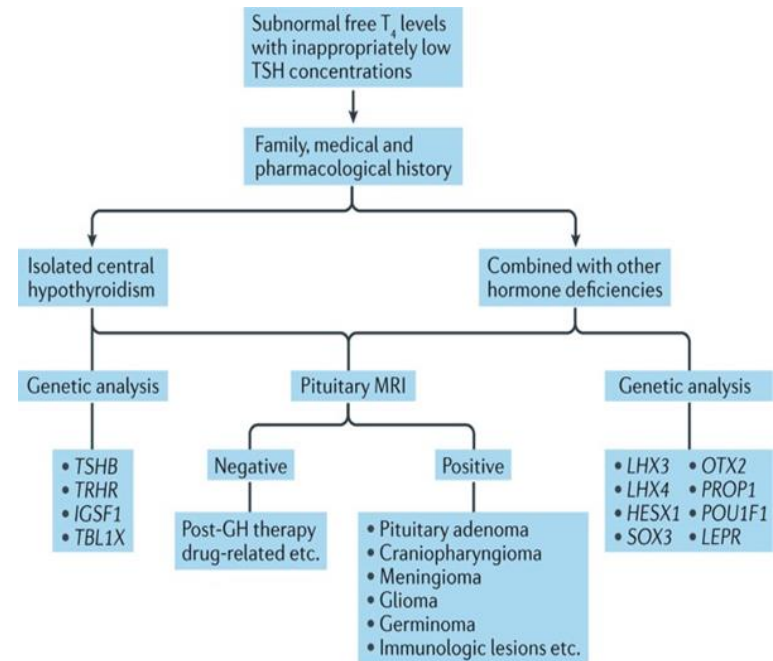 Subnormal free T₄ levels
with inappropriately low
TSH concentrations
Family, medical and
pharmacological history
Isolated central
hypothyroidism
Combined with other
hormone deficiencies
Genetic analysis
Pituitary MRI
Genetic analysis
• TSHB
• TRHR
• IGSF1
• TBL1X
Negative
Positive
Post-GH therapy
drug-related etc.
• Pituitary adenoma
• Craniopharyngioma
• Meningioma
• Glioma
• Germinoma
• Immunologic lesions etc.
• LHX3 • OTX2
• LHX4 • PROP1
• HESX1 • POU1F1
• SOX3 • LEPR